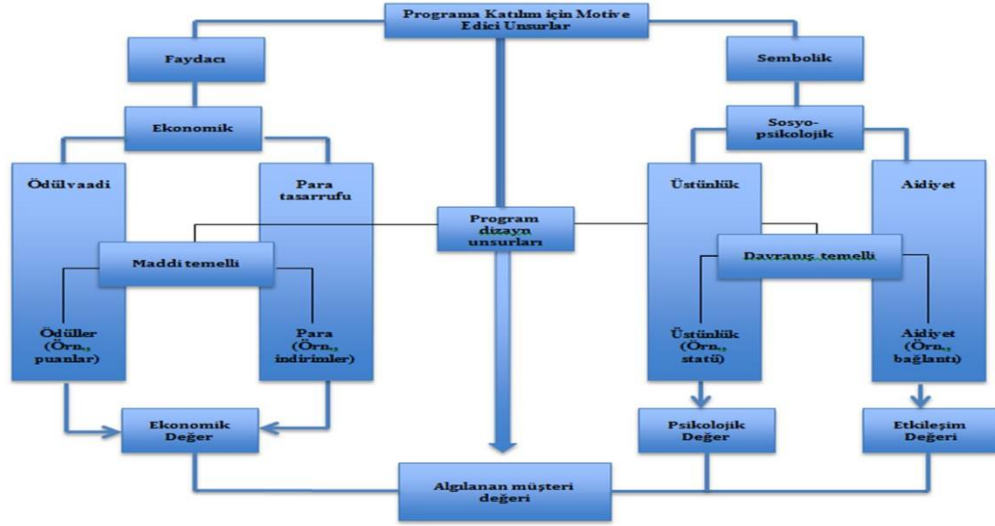 Programa Katılım için Motive
Edici Unsurlar
Faydacı
Sembolik
Ekonomik
Sosyo-
psikolojik
Ödül vaadi
Para
tasarrufu
Üstünlük
Aidiyet
Program
dizayn
unsurları
Maddi temelli
Davranış temelli
Ödüller
(Örn.,
puanlar)
Para
(Örn.,
indirimler)
Üstünlük
(Örn.,
statü)
Aidiyet
(Örn.,
bağlantı)
Ekonomik
Değer
Psikolojik
Değer
Etkileşim
Değeri
Algılanan müşteri
değeri